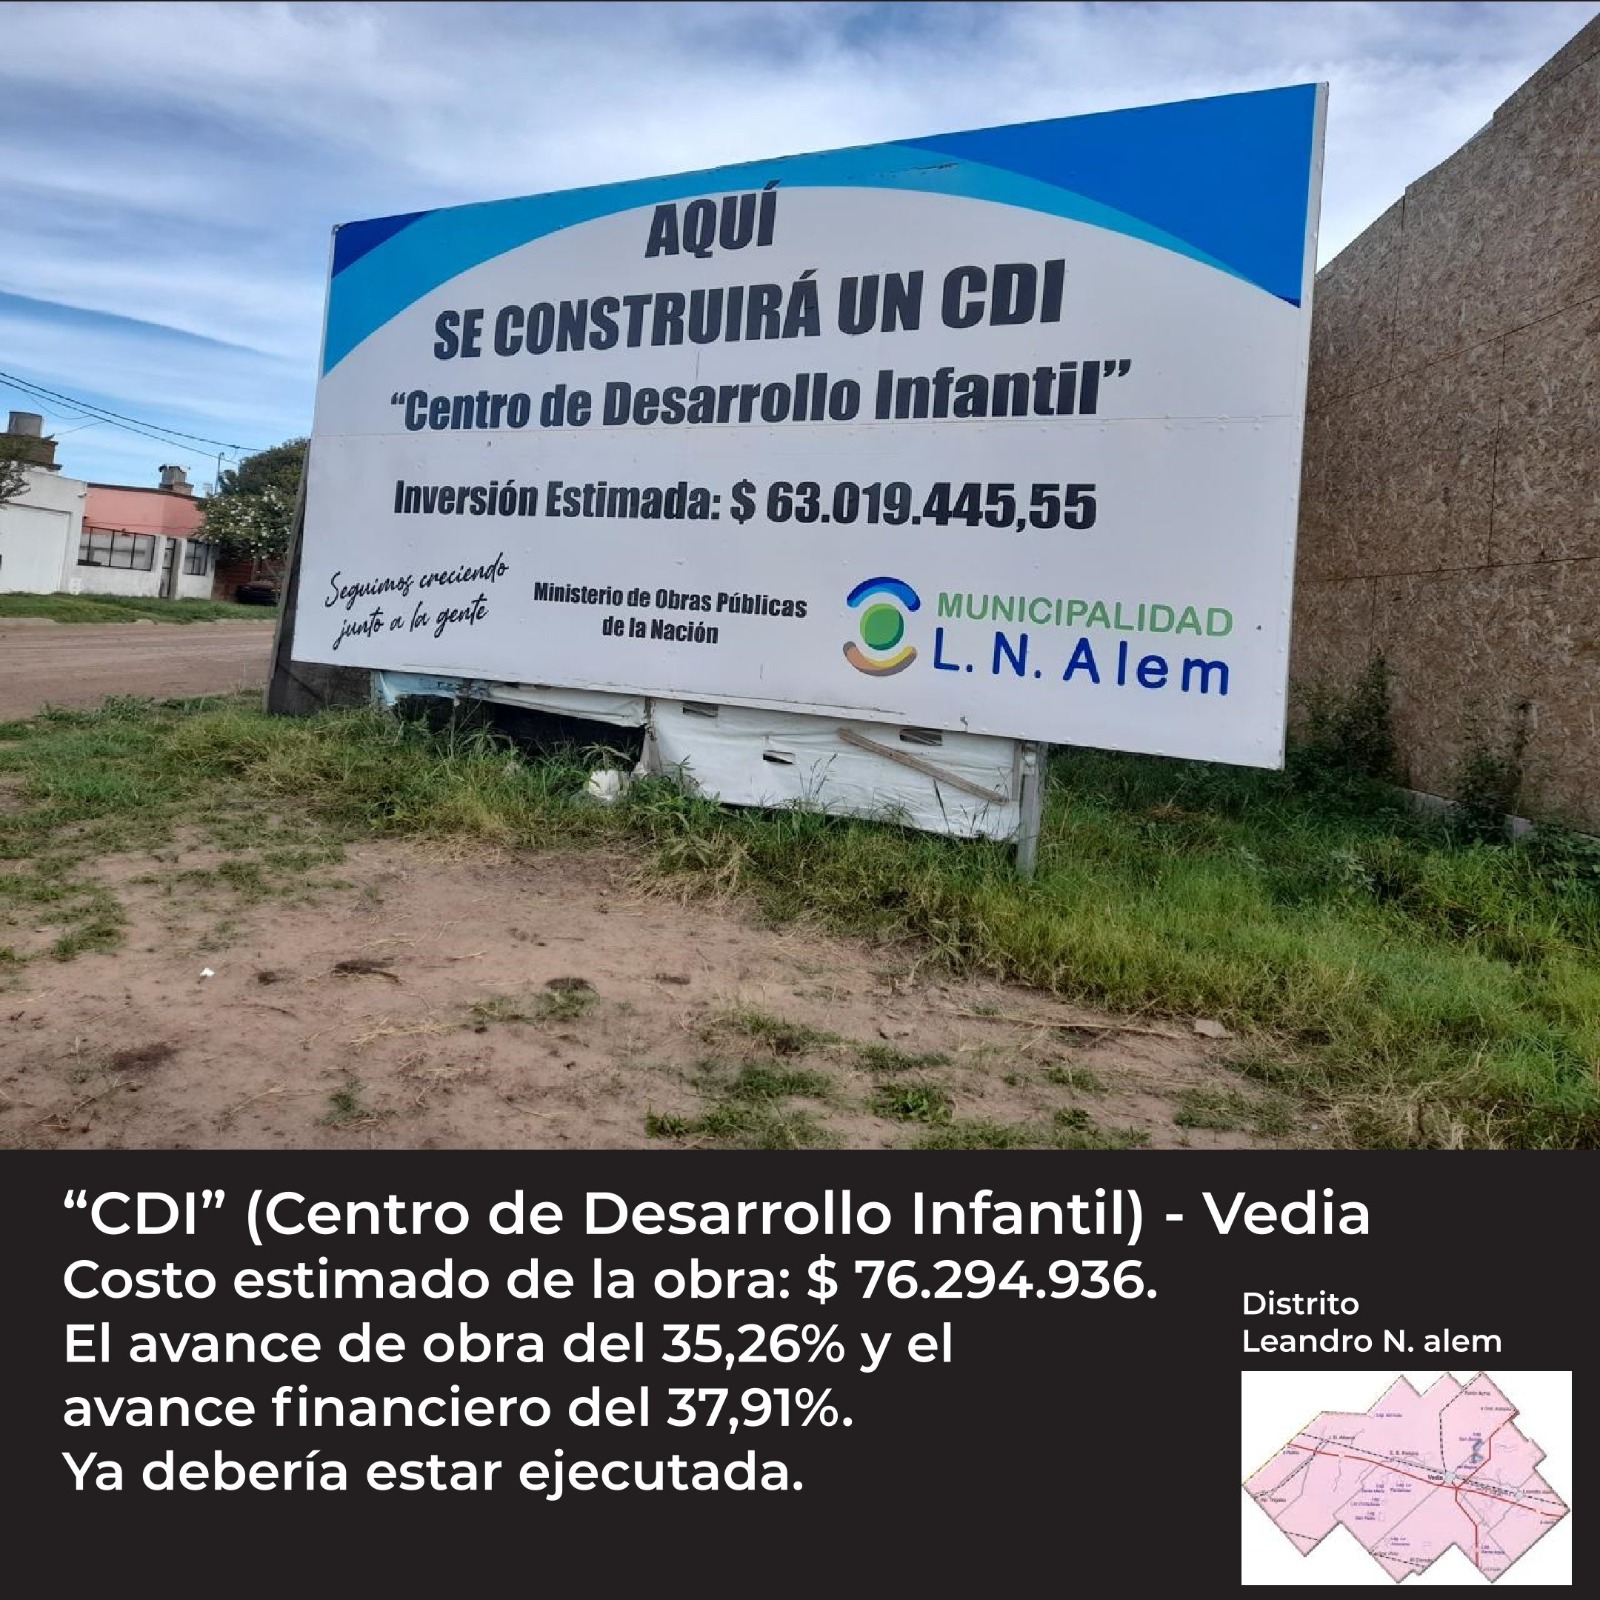 AQUÍ
SE CONSTRUIRÁ UN CDI
“Centro de Desarrollo Infantil”
Inversión Estimada: $ 63.019.445,55
Seguimos creciendo
junto a la gente
Ministerio de Obras Públicas
de la Nación
MUNICIPALIDAD
L. N. Alem
“CDI” (Centro de Desarrollo Infantil) - Vedia
Costo estimado de la obra: $ 76.294.936.
El avance de obra del 35,26% y el
avance financiero del 37,91%.
Ya debería estar ejecutada.
Distrito
Leandro N. alem
Vedia